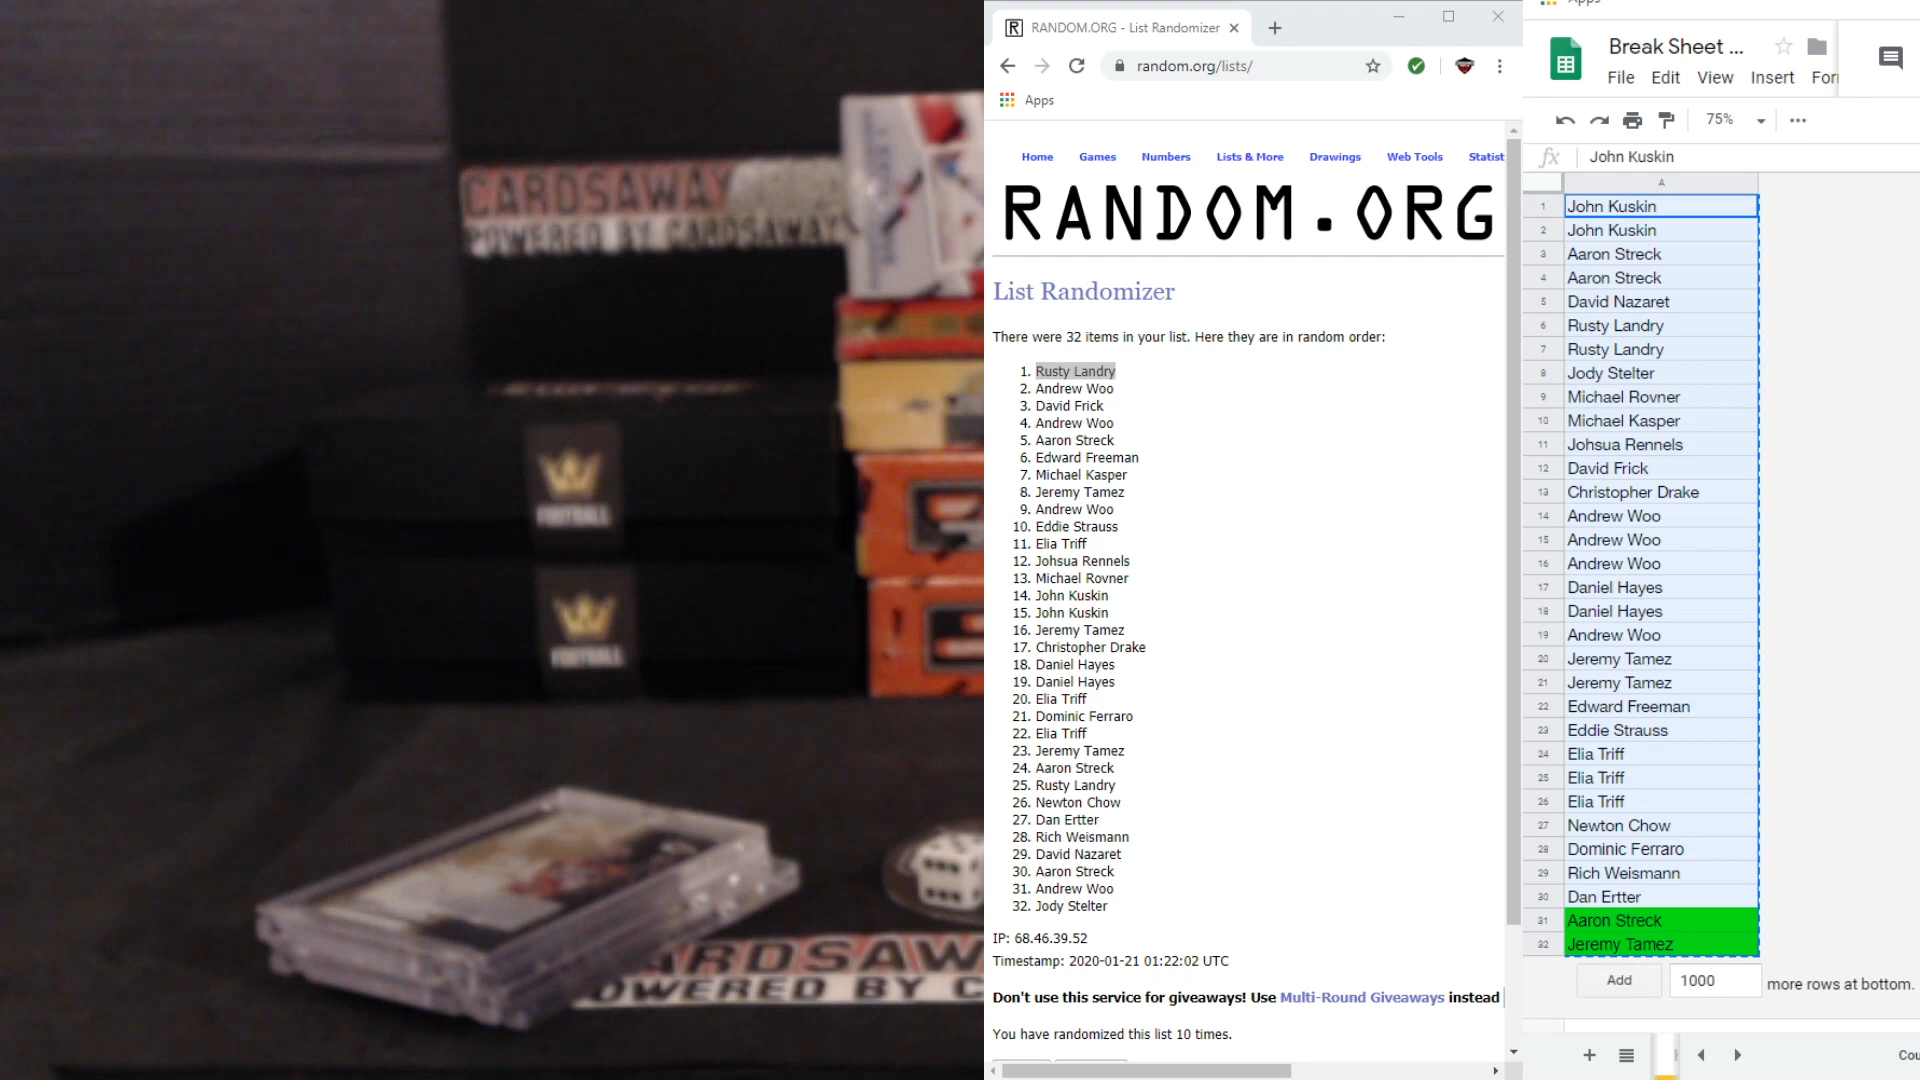 CARDSAWAY
POWERED BY CARDSAWAY
FOOTBALL
FOOTBALL
ARDSAW
OWERED BY C
RANDOM.ORG - List Randomizer
random.org/lists/
Apps
Home Games Numbers Lists & More Drawings Web Tools Statist
RANDOM.ORG
List Randomizer
There were 32 items in your list. Here they are in random order:
1. Rusty Landry
2. Andrew Woo
3. David Frick
4. Andrew Woo
5. Aaron Streck
6. Edward Freeman
7. Michael Kasper
8. Jeremy Tamez
9. Andrew Woo
10. Eddie Strauss
11. Elia Triff
12. Johsua Rennels
13. Michael Rovner
14. John Kuskin
15. John Kuskin
16. Jeremy Tamez
17. Christopher Drake
18. Daniel Hayes
19. Daniel Hayes
20. Elia Triff
21. Dominic Ferraro
22. Elia Triff
23. Jeremy Tamez
24. Aaron Streck
25. Rusty Landry
26. Newton Chow
27. Dan Ertter
28. Rich Weismann
29. David Nazaret
30. Aaron Streck
31. Andrew Woo
32. Jody Stelter
IP: 68.46.39.52
Timestamp: 2020-01-21 01:22:02 UTC
Don't use this service for giveaways! Use Multi-Round Giveaways instead
You have randomized this list 10 times.
Apps
Break Sheet ...
File Edit View Insert For
75%
fx John Kuskin
A
1 John Kuskin
2 John Kuskin
3 Aaron Streck
4 Aaron Streck
5 David Nazaret
6 Rusty Landry
7 Rusty Landry
8 Jody Stelter
9 Michael Rovner
10 Michael Kasper
11 Johsua Rennels
12 David Frick
13 Christopher Drake
14 Andrew Woo
15 Andrew Woo
16 Andrew Woo
17 Daniel Hayes
18 Daniel Hayes
19 Andrew Woo
20 Jeremy Tamez
21 Jeremy Tamez
22 Edward Freeman
23 Eddie Strauss
24 Elia Triff
25 Elia Triff
26 Elia Triff
27 Newton Chow
28 Dominic Ferraro
29 Rich Weismann
30 Dan Ertter
31 Aaron Streck
32 Jeremy Tamez
Add 1000 more rows at bottom.
Cou